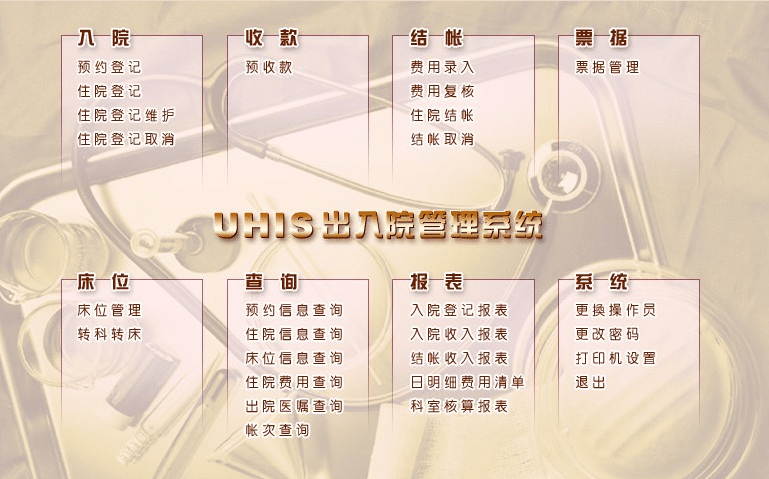 入院
预约登记
住院登记
住院登记维护
住院登记取消
收款
预收款
结帐
费用录入
费用复核
住院结帐
结帐取消
票据
票据管理
UHIS出入院管理系统
床位
床位管理
转科转床
查询
预约信息查询
住院信息查询
床位信息查询
住院费用查询
出院医嘱查询
帐次查询
报表
入院登记报表
入院收入报表
结帐收入报表
日明细费用清单
科室核算报表
系统
更换操作员
更改密码
打印机设置
退出